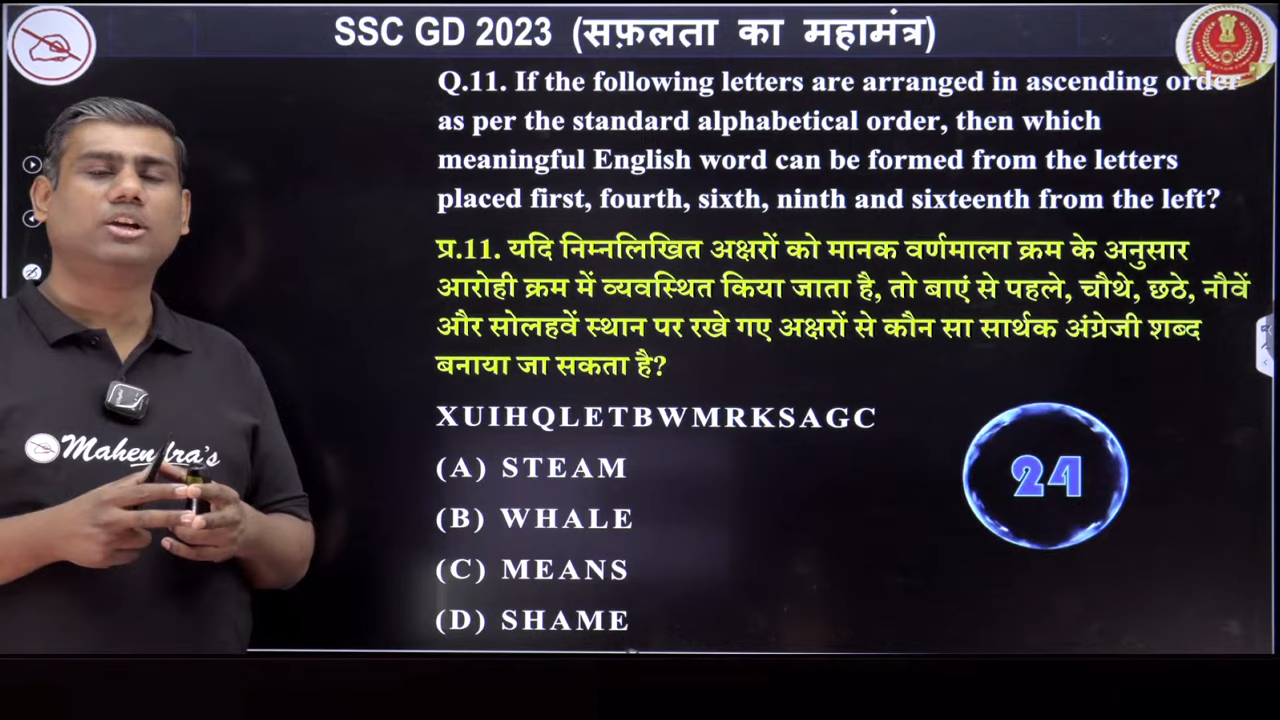 SSC GD 2023 (सफ़लता का महामंत्र)
Q.11. If the following letters are arranged in ascending order
as per the standard alphabetical order, then which
meaningful English word can be formed from the letters
placed first, fourth, sixth, ninth and sixteenth from the left?
प्र.11. यदि निम्नलिखित अक्षरों को मानक वर्णमाला क्रम के अनुसार
आरोही क्रम में व्यवस्थित किया जाता है, तो बाएं से पहले, चौथे, छठे, नौवें
और सोलहवें स्थान पर रखे गए अक्षरों से कौन सा सार्थक अंग्रेजी शब्द
बनाया जा सकता है?
XUIHQLETBWMRKSAGC
(A) STEAM
24
(B) WHALE
(C) MEANS
(D) SHAME
Mahendra's